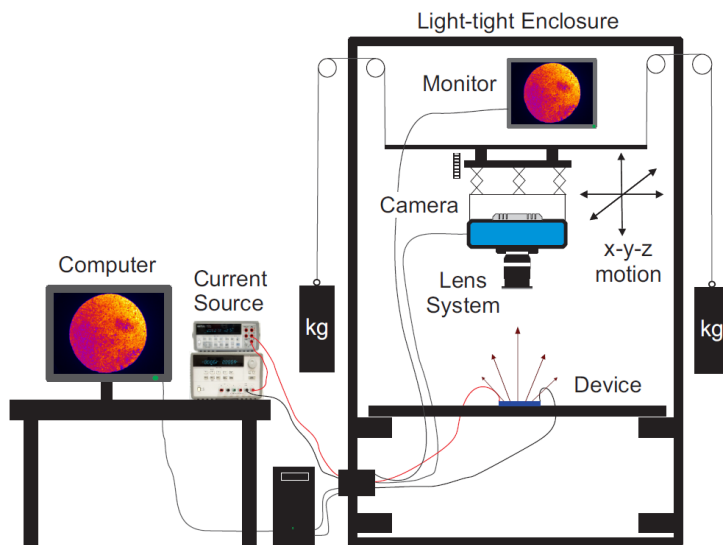 Light-tight Enclosure
Monitor
Camera
x-y-z
motion
Computer
Current
Source
Lens
System
kg
kg
Device